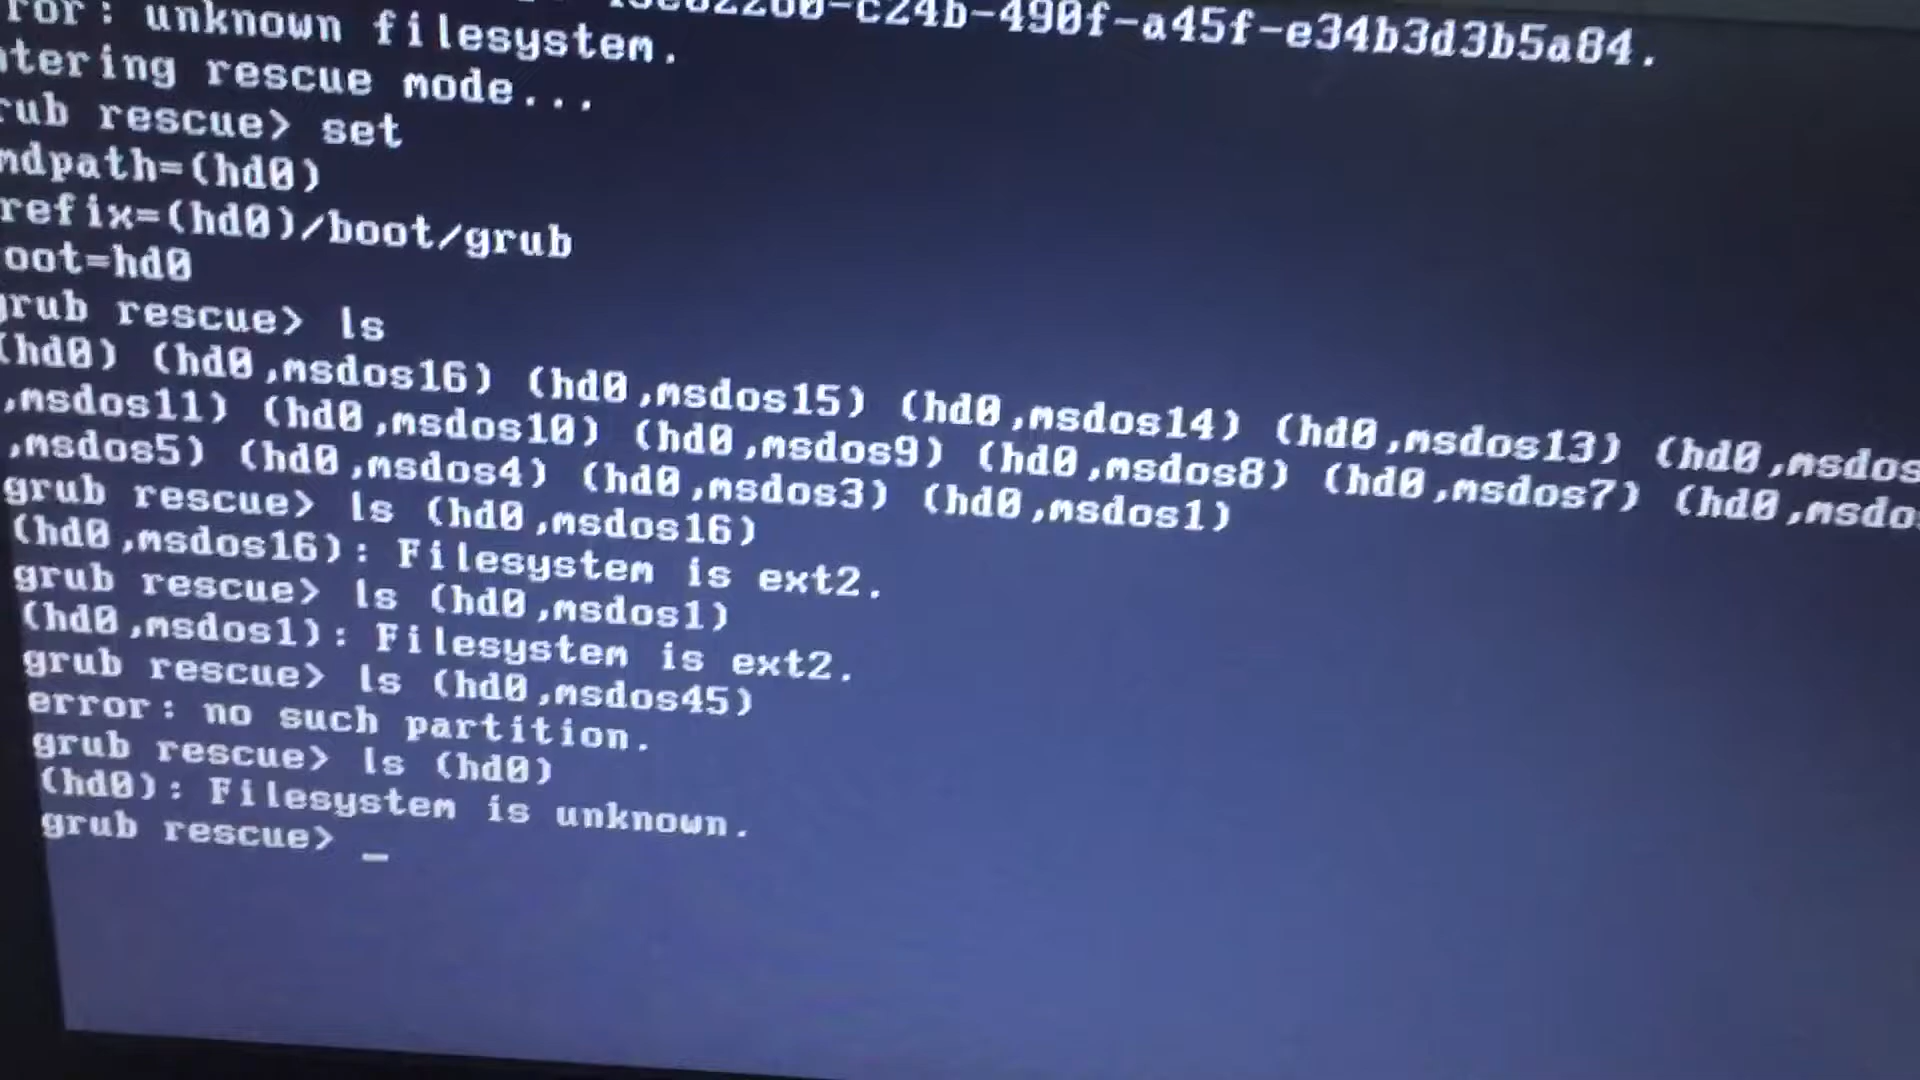 -c24b-490f-a45f-e34b3d3b5a84.
ror: unknown filesystem.
ntering rescue mode...
rub rescue> set
mdpath=(hd0)
refix=(hd0)/boot/grub
oot=hd0
grub rescue> ls
(hd0) (hd0,msdos16) (hd0,msdos15) (hd0,msdos14) (hd0,msdos13) (hd0,msdos
,msdos11) (hd0,msdos10) (hd0,msdos9) (hd0,msdos8) (hd0,msdos7) (hd0,msdo
,msdos5) (hd0,msdos4) (hd0,msdos3) (hd0,msdos1)
grub rescue> ls (hd0,msdos16)
(hd0,msdos16): Filesystem is ext2.
grub rescue> ls (hd0,msdos1)
(hd0,msdos1): Filesystem is ext2.
grub rescue> ls (hd0,msdos45)
error: no such partition.
grub rescue> ls (hd0)
(hd0): Filesystem is unknown.
grub rescue> _